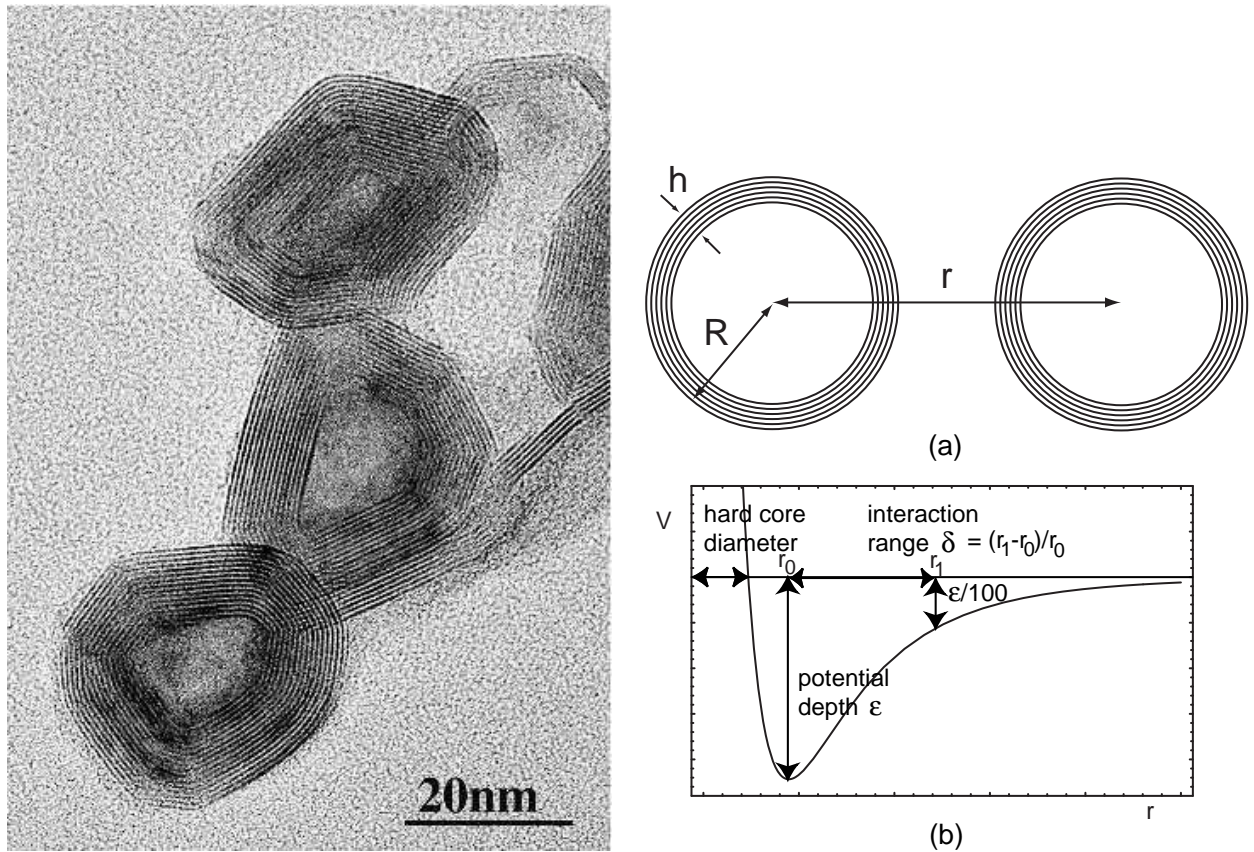 20nm
h
r
R
(a)
V
hard core
diameter
interaction
range δ = (r₁-r₀)/r₀
r₀
r₁
ε/100
potential
depth ε
r
(b)